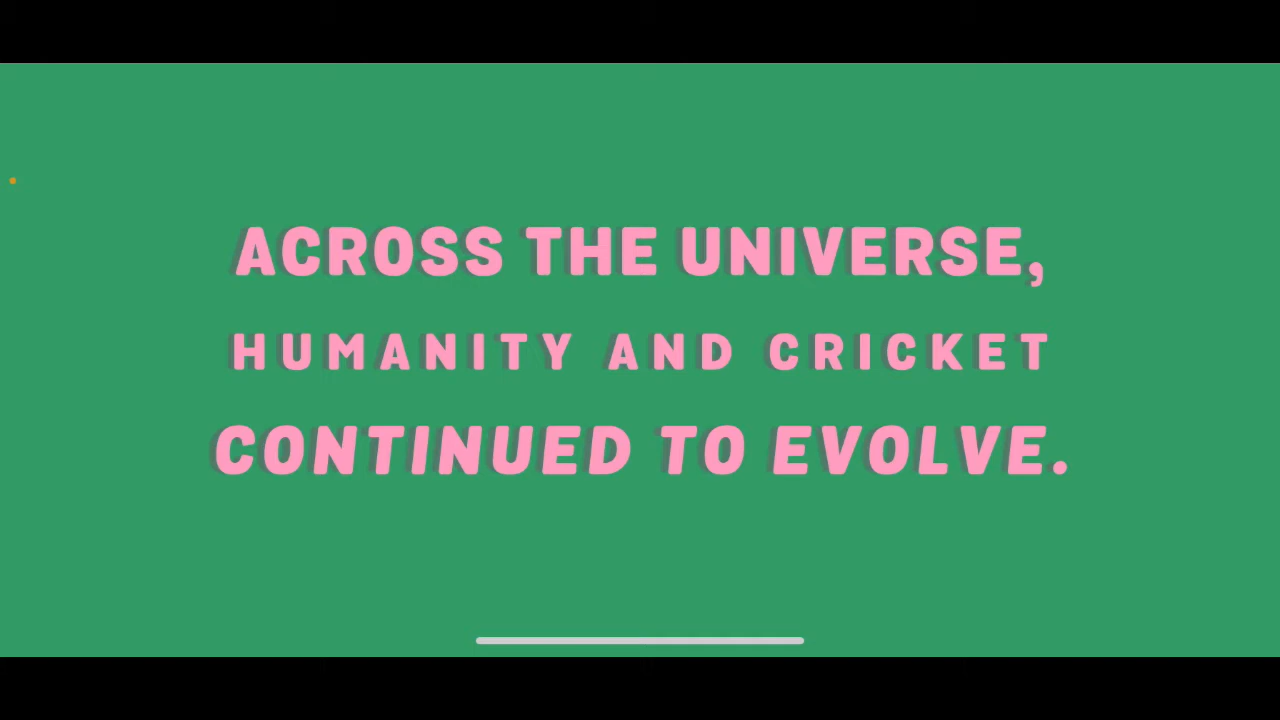 ACROSS THE UNIVERSE,
HUMANITY AND CRICKET
CONTINUED TO EVOLVE.